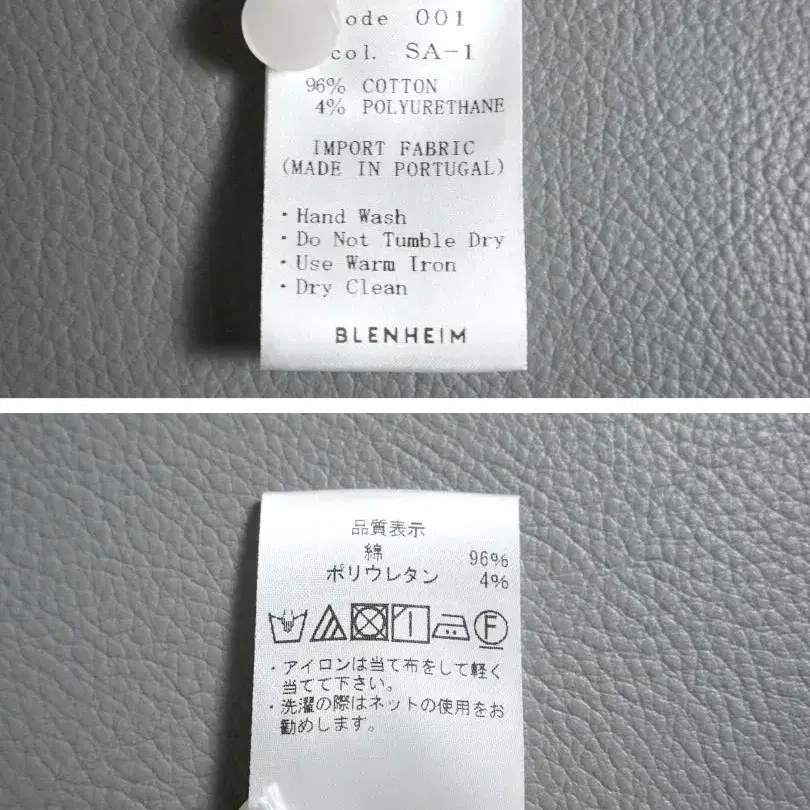 ode 001
col. SA-1
96% COTTON
4% POLYURETHANE
IMPORT FABRIC
(MADE IN PORTUGAL)
・Hand Wash
・Do Not Tumble Dry
・Use Warm Iron
・Dry Clean
BLENHEIM
品質表示
綿 96%
ポリウレタン 4%
F
・アイロンは当て布をして軽く
当てて下さい。
・洗濯の際はネットの使用をお
勧めします。